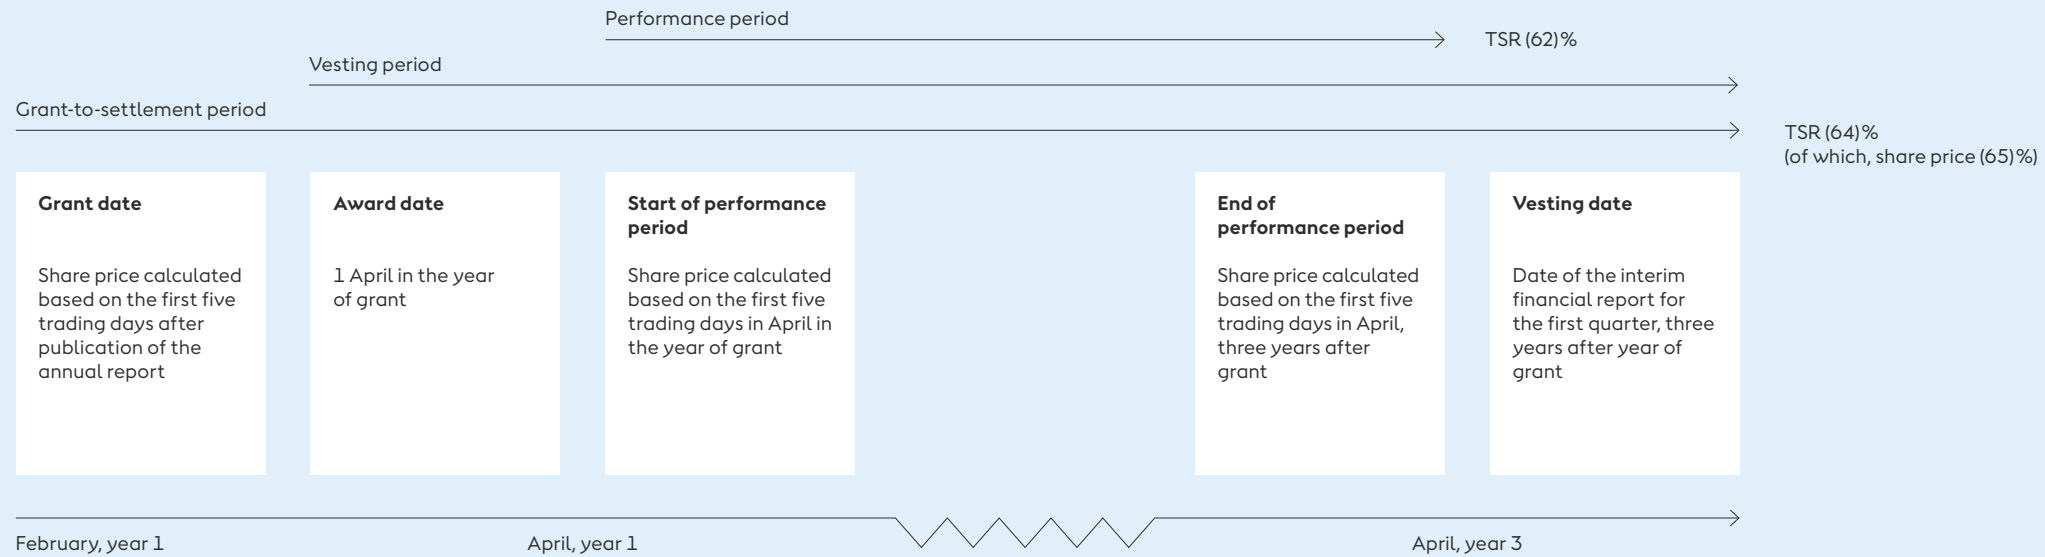 Performance period
TSR (62)%
Vesting period
Grant-to-settlement period
TSR (64)%
(of which, share price (65)%)
Grant date
Share price calculated
based on the first five
trading days after
publication of the
annual report
Award date
1 April in the year
of grant
Start of performance
period
Share price calculated
based on the first five
trading days in April in
the year of grant
End of
performance period
Share price calculated
based on the first five
trading days in April,
three years after
grant
Vesting date
Date of the interim
financial report for
the first quarter, three
years after year of
grant
February, year 1
April, year 1
April, year 3